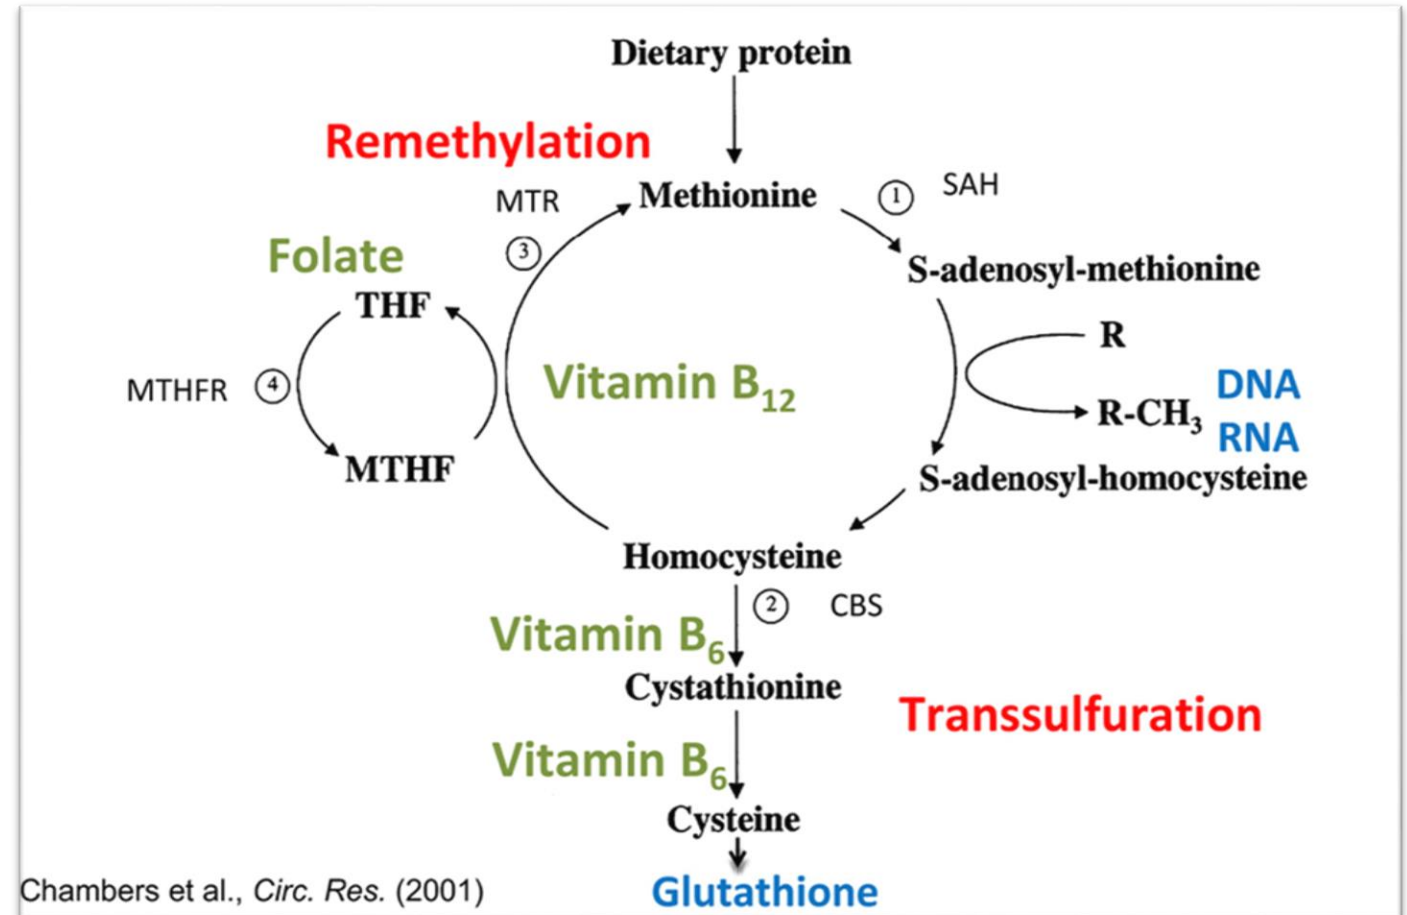 Dietary protein
Remethylation
MTR
Methionine
① SAH
③
Folate
S-adenosyl-methionine
THF
R
MTHFR ④
Vitamin B₁₂
DNA
R-CH₃
RNA
MTHF
S-adenosyl-homocysteine
Homocysteine
② CBS
Vitamin B₆
Cystathionine
Transsulfuration
Vitamin B₆
Cysteine
Chambers et al., Circ. Res. (2001)
Glutathione